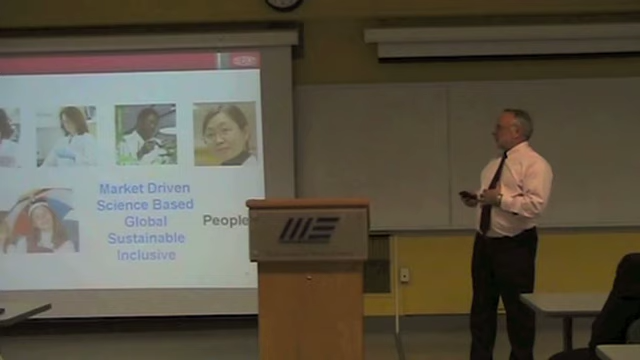 Market Driven
Science Based
Global
Sustainable
Inclusive
People